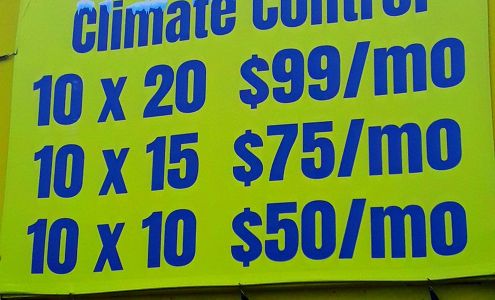 Climate Control
10 x 20 $99/mo
10 x 15 $75/mo
10 x 10 $50/mo